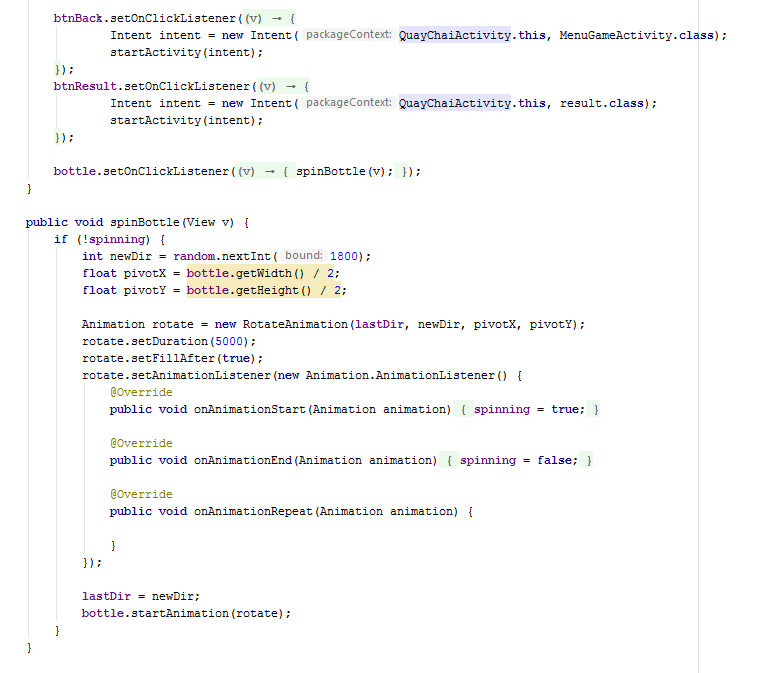 btnBack.setOnClickListener((v) → {
Intent intent = new Intent( packageContext: QuayChaiActivity.this, MenuGameActivity.class);
startActivity(intent);
});
btnResult.setOnClickListener((v) → {
Intent intent = new Intent( packageContext: QuayChaiActivity.this, result.class);
startActivity(intent);
});
bottle.setOnClickListener((v) → { spinBottle(v); });
}
public void spinBottle(View v) {
if (!spinning) {
int newDir = random.nextInt( bound: 1800);
float pivotX = bottle.getWidth() / 2;
float pivotY = bottle.getHeight() / 2;
Animation rotate = new RotateAnimation(lastDir, newDir, pivotX, pivotY);
rotate.setDuration(5000);
rotate.setFillAfter(true);
rotate.setAnimationListener(new Animation.AnimationListener() {
@Override
public void onAnimationStart(Animation animation) { spinning = true; }
@Override
public void onAnimationEnd(Animation animation) { spinning = false; }
@Override
public void onAnimationRepeat(Animation animation) {
}
});
lastDir = newDir;
bottle.startAnimation(rotate);
}
}